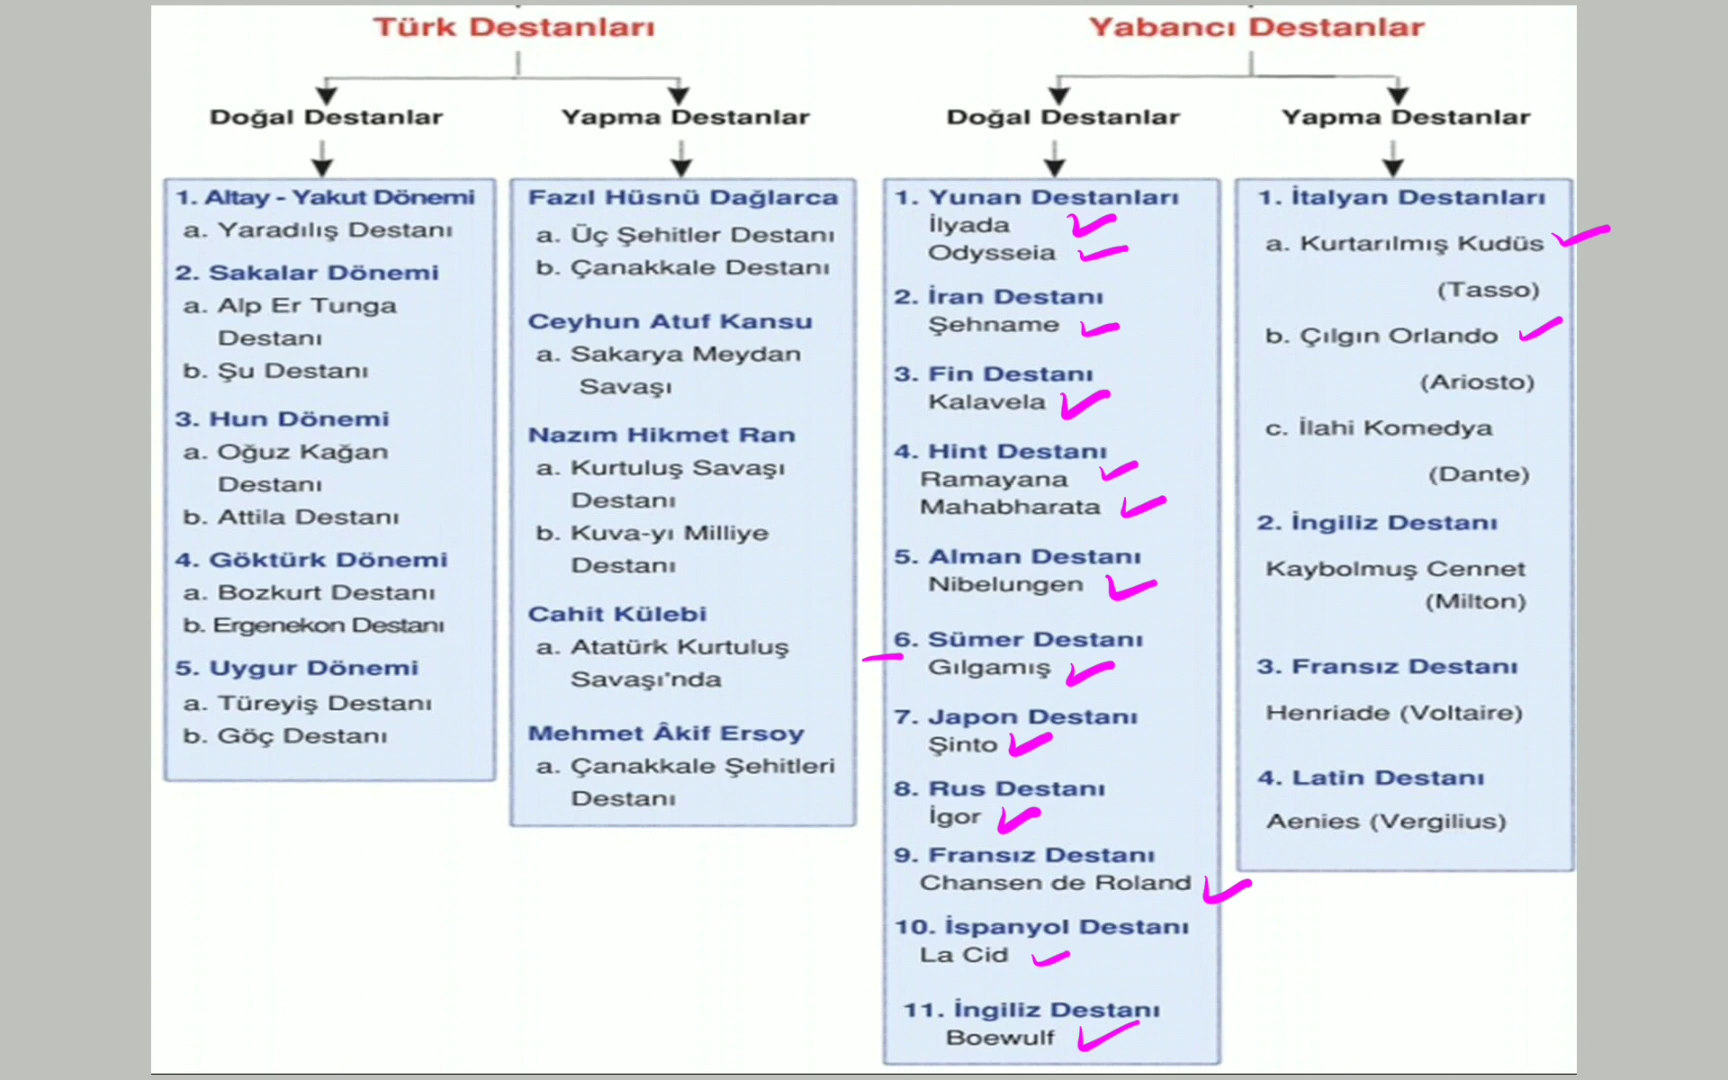 Türk Destanları
Doğal Destanlar
1. Altay - Yakut Dönemi
a. Yaradılış Destanı
2. Sakalar Dönemi
a. Alp Er Tunga
Destanı
b. Şu Destanı
3. Hun Dönemi
a. Oğuz Kağan
Destanı
b. Attila Destanı
4. Göktürk Dönemi
a. Bozkurt Destanı
b. Ergenekon Destanı
5. Uygur Dönemi
a. Türeyiş Destanı
b. Göç Destanı
Yapma Destanlar
Fazıl Hüsnü Dağlarca
a. Üç Şehitler Destanı
b. Çanakkale Destanı
Ceyhun Atuf Kansu
a. Sakarya Meydan
Savaşı
Nazım Hikmet Ran
a. Kurtuluş Savaşı
Destanı
b. Kuva-yı Milliye
Destanı
Cahit Külebi
a. Atatürk Kurtuluş
Savaşı'nda
Mehmet Âkif Ersoy
a. Çanakkale Şehitleri
Destanı
Yabancı Destanlar
Doğal Destanlar
1. Yunan Destanları
İlyada
Odysseia
2. İran Destanı
Şehname
3. Fin Destanı
Kalavela
4. Hint Destanı
Ramayana
Mahabharata
5. Alman Destanı
Nibelungen
6. Sümer Destanı
Gılgamış
7. Japon Destanı
Şinto
8. Rus Destanı
İgor
9. Fransız Destanı
Chansen de Roland
10. İspanyol Destanı
La Cid
11. İngiliz Destanı
Boewulf
Yapma Destanlar
1. İtalyan Destanları
a. Kurtarılmış Kudüs
(Tasso)
b. Çılgın Orlando
(Ariosto)
c. İlahi Komedya
(Dante)
2. İngiliz Destanı
Kaybolmuş Cennet
(Milton)
3. Fransız Destanı
Henriade (Voltaire)
4. Latin Destanı
Aenies (Vergilius)